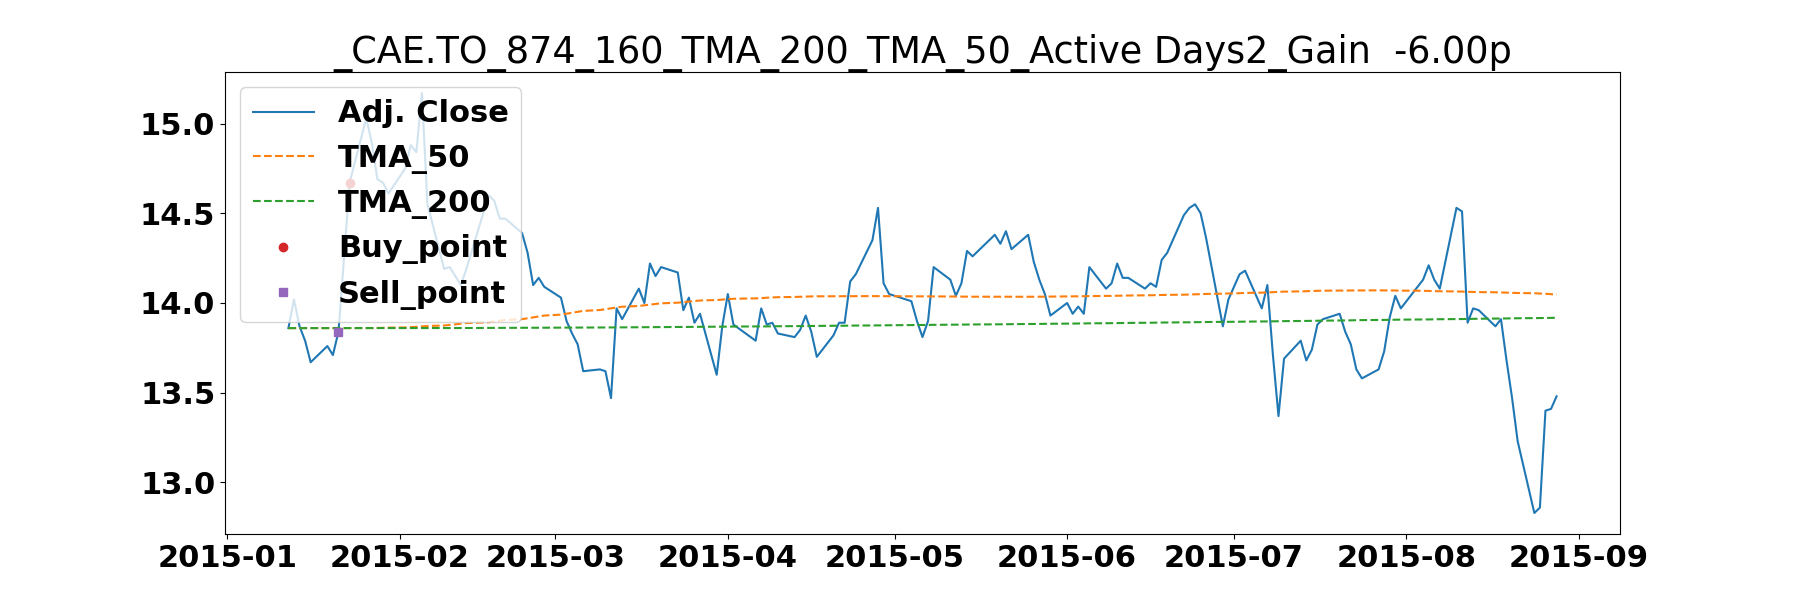 _CAE.TO_874_160_TMA_200_TMA_50_Active Days2_Gain  -6.00p
Adj. Close
TMA_50
TMA_200
Buy_point
Sell_point
15.0
14.5
14.0
13.5
13.0
2015-01 2015-02 2015-03 2015-04 2015-05 2015-06 2015-07 2015-08 2015-09